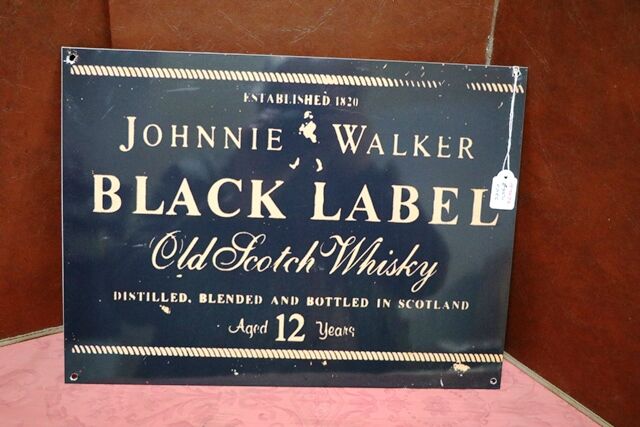 ESTABLISHED 1820
JOHNNIE WALKER
BLACK LABEL
Old Scotch Whisky
DISTILLED, BLENDED AND BOTTLED IN SCOTLAND
Aged 12 Years